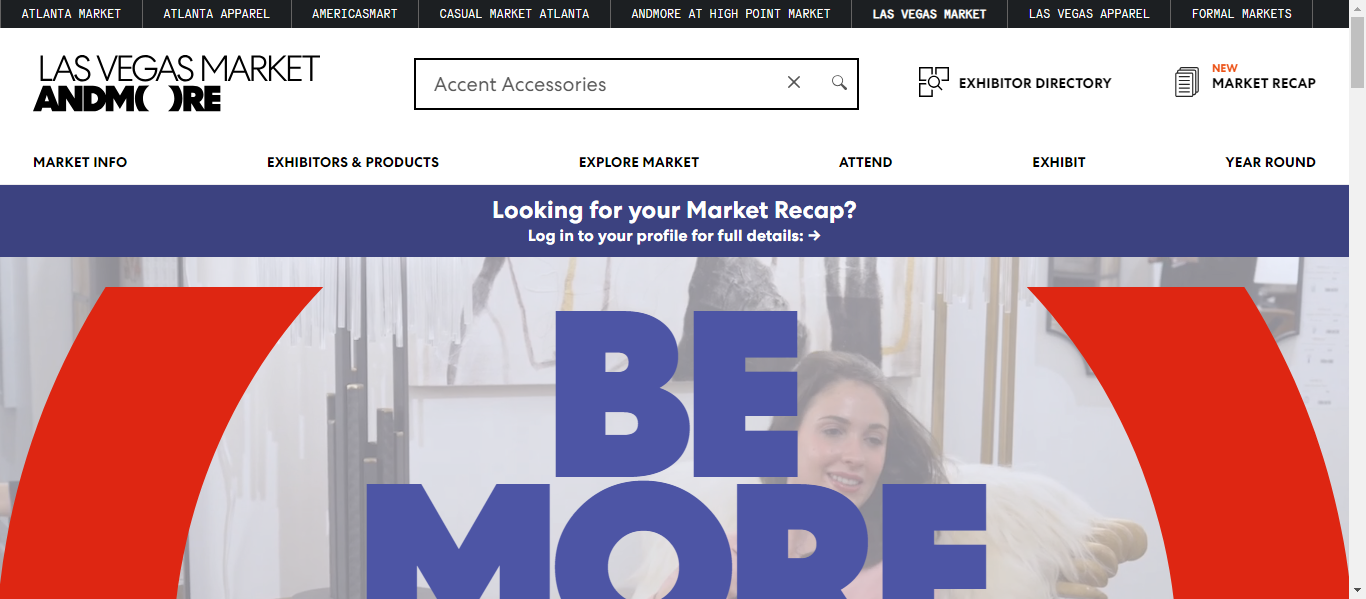 ATLANTA MARKET
ATLANTA APPAREL
AMERICASMART
CASUAL MARKET ATLANTA
ANDMORE AT HIGH POINT MARKET
LAS VEGAS MARKET
LAS VEGAS APPAREL
FORMAL MARKETS
LAS VEGAS MARKET
ANDM( )RE
Accent Accessories
EXHIBITOR DIRECTORY
NEW
MARKET RECAP
MARKET INFO
EXHIBITORS & PRODUCTS
EXPLORE MARKET
ATTEND
EXHIBIT
YEAR ROUND
Looking for your Market Recap?
Log in to your profile for full details: →
BE
MORE